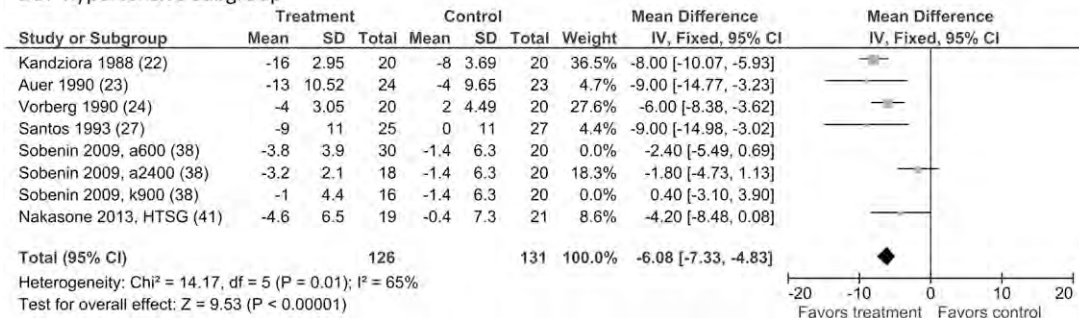 Treatment Control Mean Difference Mean Difference
Study or Subgroup Mean SD Total Mean SD Total Weight IV, Fixed, 95% CI IV, Fixed, 95% CI
Kandziora 1988 (22) -16 2.95 20 -8 3.69 20 36.5% -8.00 [-10.07, -5.93]
Auer 1990 (23) -13 10.52 24 -4 9.65 23 4.7% -9.00 [-14.77, -3.23]
Vorberg 1990 (24) -4 3.05 20 2 4.49 20 27.6% -6.00 [-8.38, -3.62]
Santos 1993 (27) -9 11 25 0 11 27 4.4% -9.00 [-14.98, -3.02]
Sobenin 2009, a600 (38) -3.8 3.9 30 -1.4 6.3 20 0.0% -2.40 [-5.49, 0.69]
Sobenin 2009, a2400 (38) -3.2 2.1 18 -1.4 6.3 20 18.3% -1.80 [-4.73, 1.13]
Sobenin 2009, k900 (38) -1 4.4 16 -1.4 6.3 20 0.0% 0.40 [-3.10, 3.90]
Nakasone 2013, HTSG (41) -4.6 6.5 19 -0.4 7.3 21 8.6% -4.20 [-8.48, 0.08]
Total (95% CI) 126 131 100.0% -6.08 [-7.33, -4.83]
Heterogeneity: Chi² = 14.17, df = 5 (P = 0.01); I² = 65%
Test for overall effect: Z = 9.53 (P < 0.00001)
-20 -10 0 10 20
Favors treatment Favors control